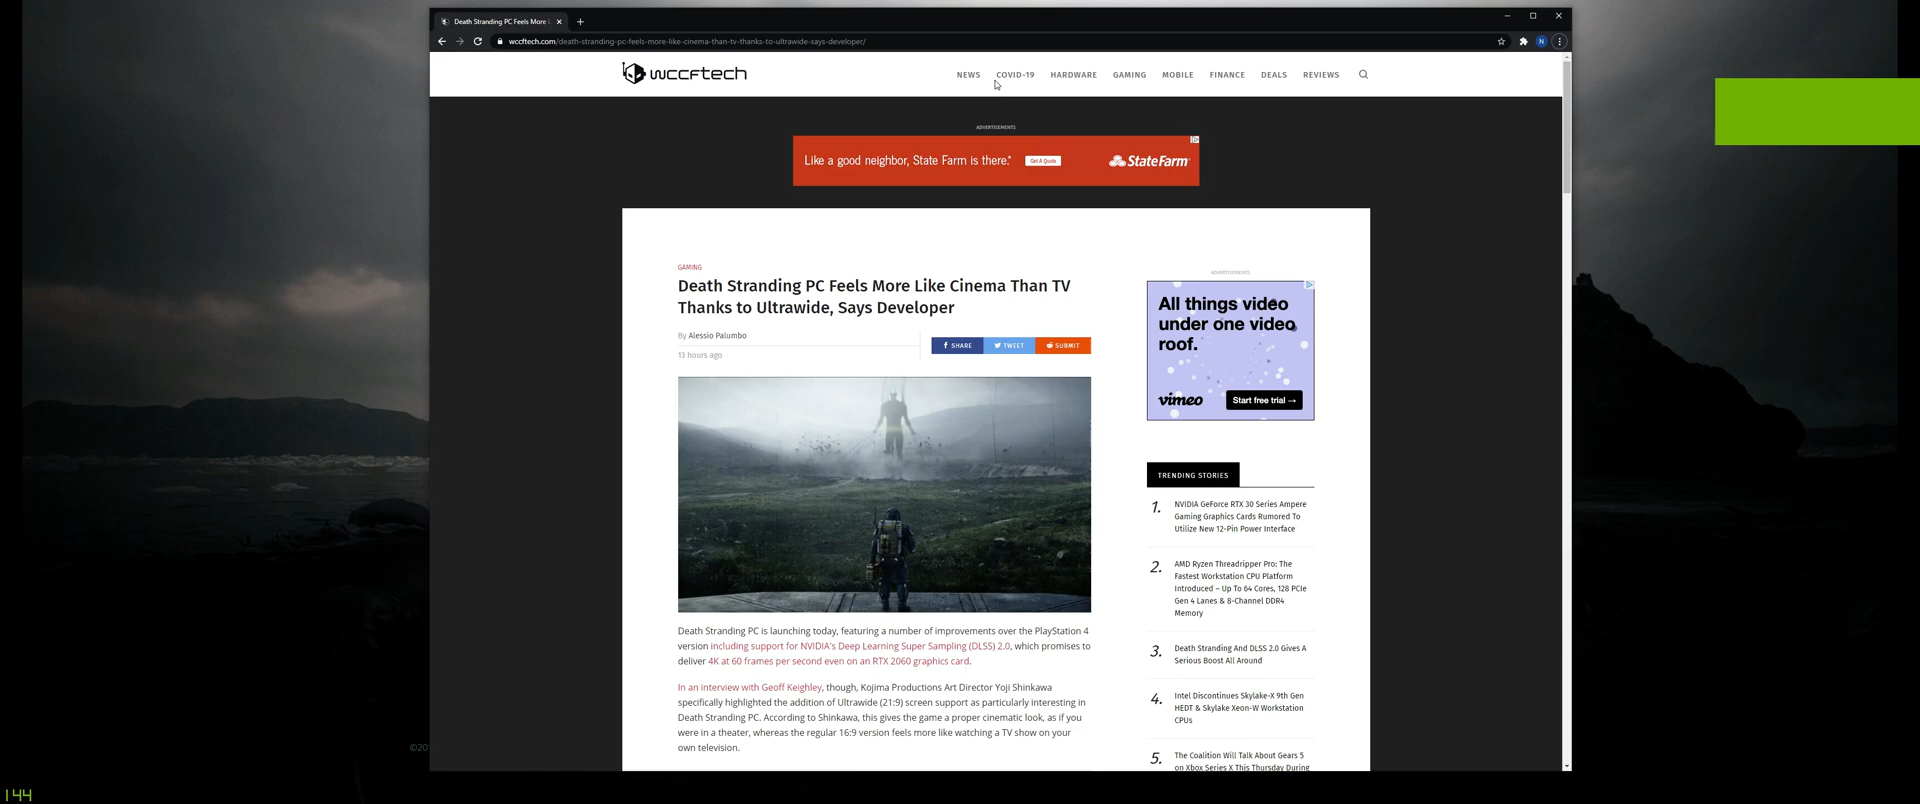 Death Stranding PC Feels More L
wccftech.com/death-stranding-pc-feels-more-like-cinema-than-tv-thanks-to-ultrawide-says-developer/
N
wccftech
NEWS COVID-19 HARDWARE GAMING MOBILE FINANCE DEALS REVIEWS
ADVERTISEMENTS
Like a good neighbor, State Farm is there.®
Get A Quote
StateFarm
GAMING
Death Stranding PC Feels More Like Cinema Than TV
Thanks to Ultrawide, Says Developer
By Alessio Palumbo
13 hours ago
SHARE TWEET SUBMIT
Death Stranding PC is launching today, featuring a number of improvements over the PlayStation 4
version including support for NVIDIA's Deep Learning Super Sampling (DLSS) 2.0, which promises to
deliver 4K at 60 frames per second even on an RTX 2060 graphics card.
In an interview with Geoff Keighley, though, Kojima Productions Art Director Yoji Shinkawa
specifically highlighted the addition of Ultrawide (21:9) screen support as particularly interesting in
Death Stranding PC. According to Shinkawa, this gives the game a proper cinematic look, as if you
were in a theater, whereas the regular 16:9 version feels more like watching a TV show on your
own television.
ADVERTISEMENTS
All things video
under one video
roof.
vimeo
Start free trial →
TRENDING STORIES
1. NVIDIA GeForce RTX 30 Series Ampere
Gaming Graphics Cards Rumored To
Utilize New 12-Pin Power Interface
2. AMD Ryzen Threadripper Pro: The
Fastest Workstation CPU Platform
Introduced – Up To 64 Cores, 128 PCIe
Gen 4 Lanes & 8-Channel DDR4
Memory
3. Death Stranding And DLSS 2.0 Gives A
Serious Boost All Around
4. Intel Discontinues Skylake-X 9th Gen
HEDT & Skylake Xeon-W Workstation
CPUs
5. The Coalition Will Talk About Gears 5
on Xbox Series X This Thursday During
©20
144